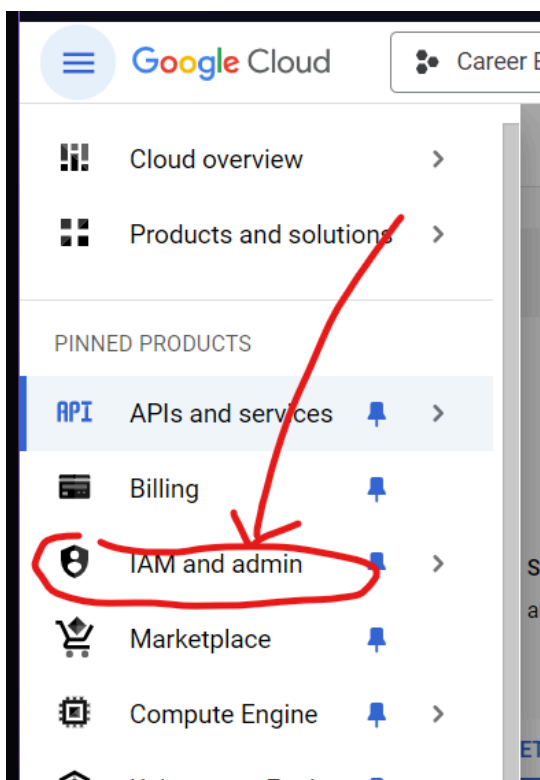 Google Cloud
Career E
Cloud overview
Products and solutions
PINNED PRODUCTS
API APIs and services
Billing
IAM and admin
Marketplace
Compute Engine